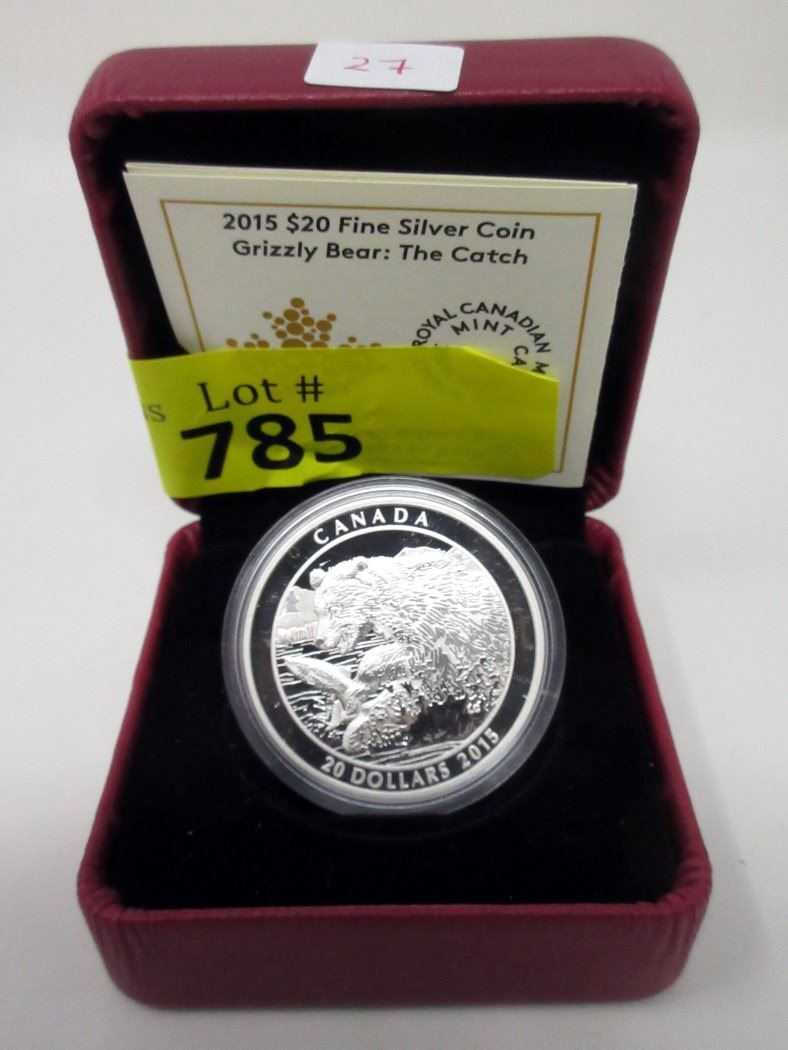 27
2015 $20 Fine Silver Coin
Grizzly Bear: The Catch
ROYAL CANADIAN M
MINT CA
Lot #
785
CANADA
20 DOLLARS 2015